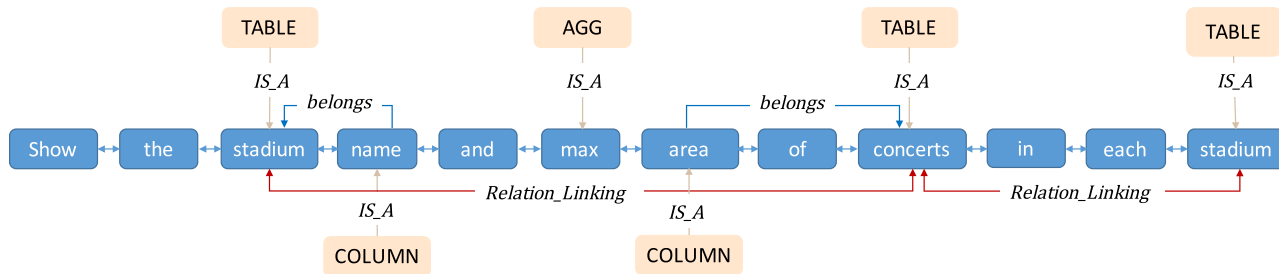 TABLE AGG TABLE TABLE
IS_A IS_A IS_A IS_A
belongs belongs
Show the stadium name and max area of concerts in each stadium
Relation_Linking Relation_Linking
IS_A IS_A
COLUMN COLUMN